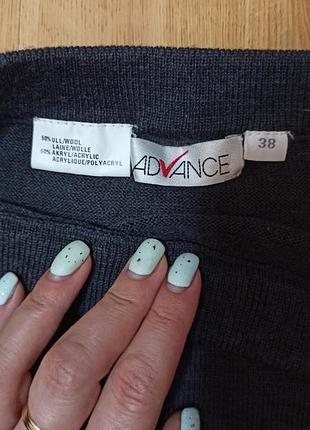 50% ULL/WOOL
LAINE/WOLLE
50% AKRYL/ACRYLIC
ACRYLIQUE/POLYACRYL
ADVANCE
38